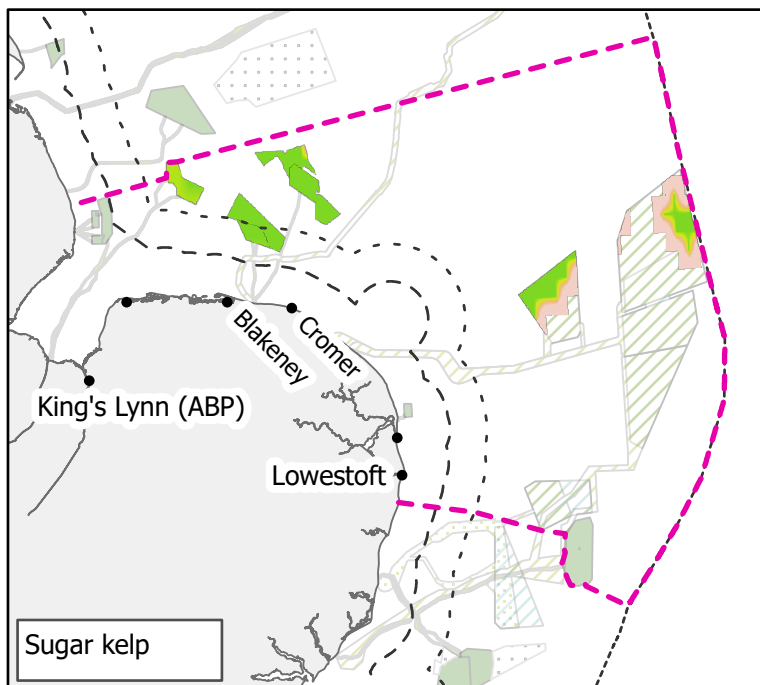 Blakeney
Cromer
King's Lynn (ABP)
Lowestoft
Sugar kelp